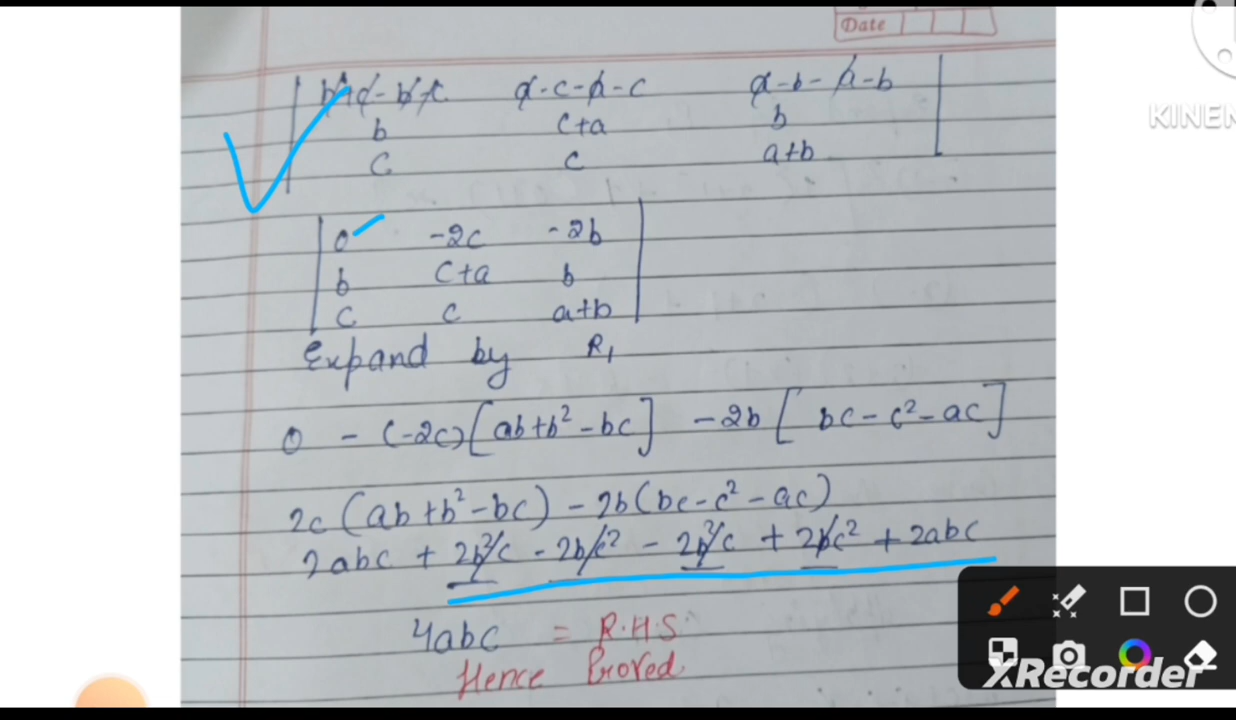 Date
KINEN
| b+c-b-c a-c-a-c a-b-a-b |
| b c+a b |
| c c a+b |
| 0 -2c -2b |
| b c+a b |
| c c a+b |
Expand by R₁
0 - (-2c)[ab+b²-bc] -2b[bc-c²-ac]
2c(ab+b²-bc) - 2b(bc-c²-ac)
2abc + 2b²c - 2bc² - 2b²c + 2bc² + 2abc
4abc = R.H.S.
Hence Proved.
XRecorder